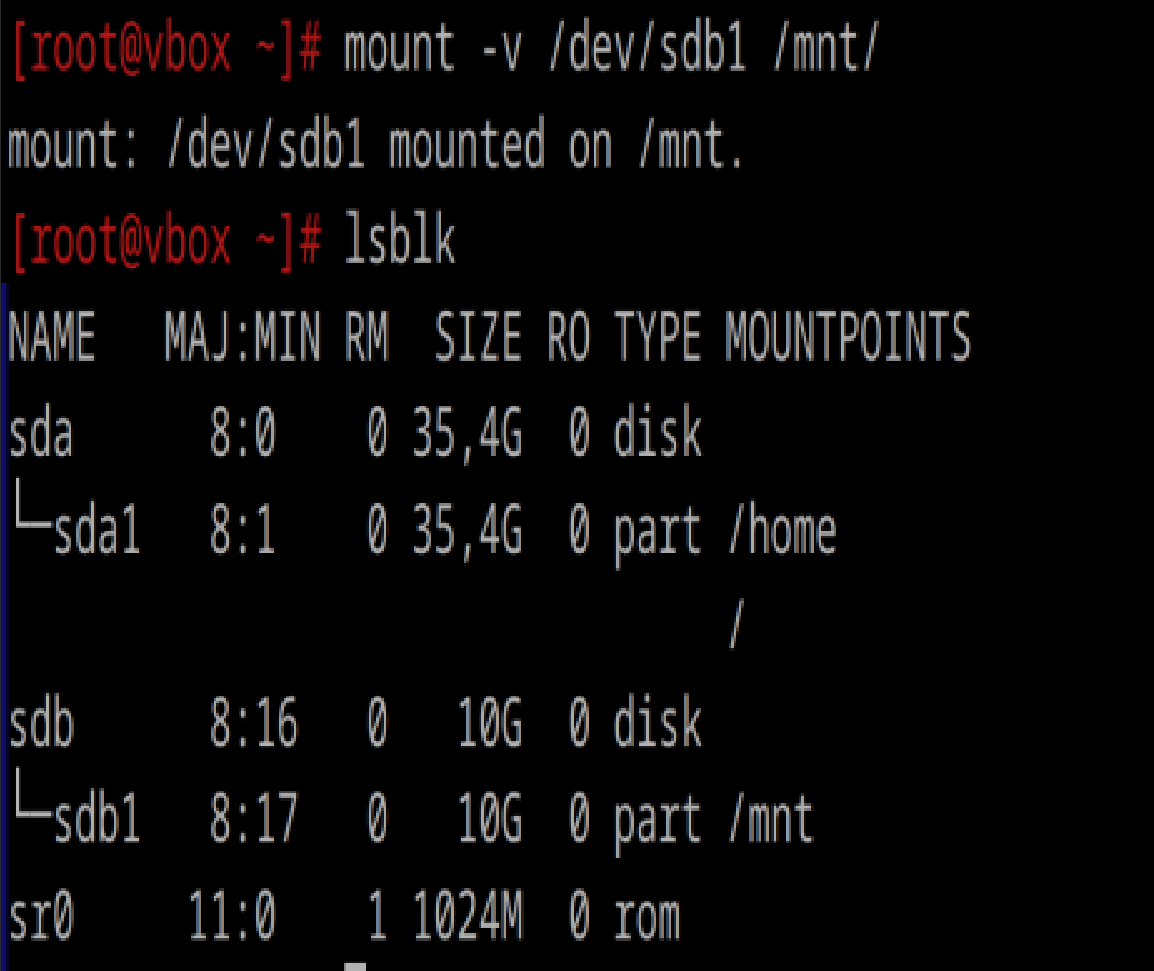 [root@vbox ~]# mount -v /dev/sdb1 /mnt/
mount: /dev/sdb1 mounted on /mnt.
[root@vbox ~]# lsblk
NAME   MAJ:MIN RM  SIZE RO TYPE MOUNTPOINTS
sda      8:0    0 35,4G  0 disk
└─sda1   8:1    0 35,4G  0 part /home
                                /
sdb      8:16   0   10G  0 disk
└─sdb1   8:17   0   10G  0 part /mnt
sr0     11:0    1 1024M  0 rom